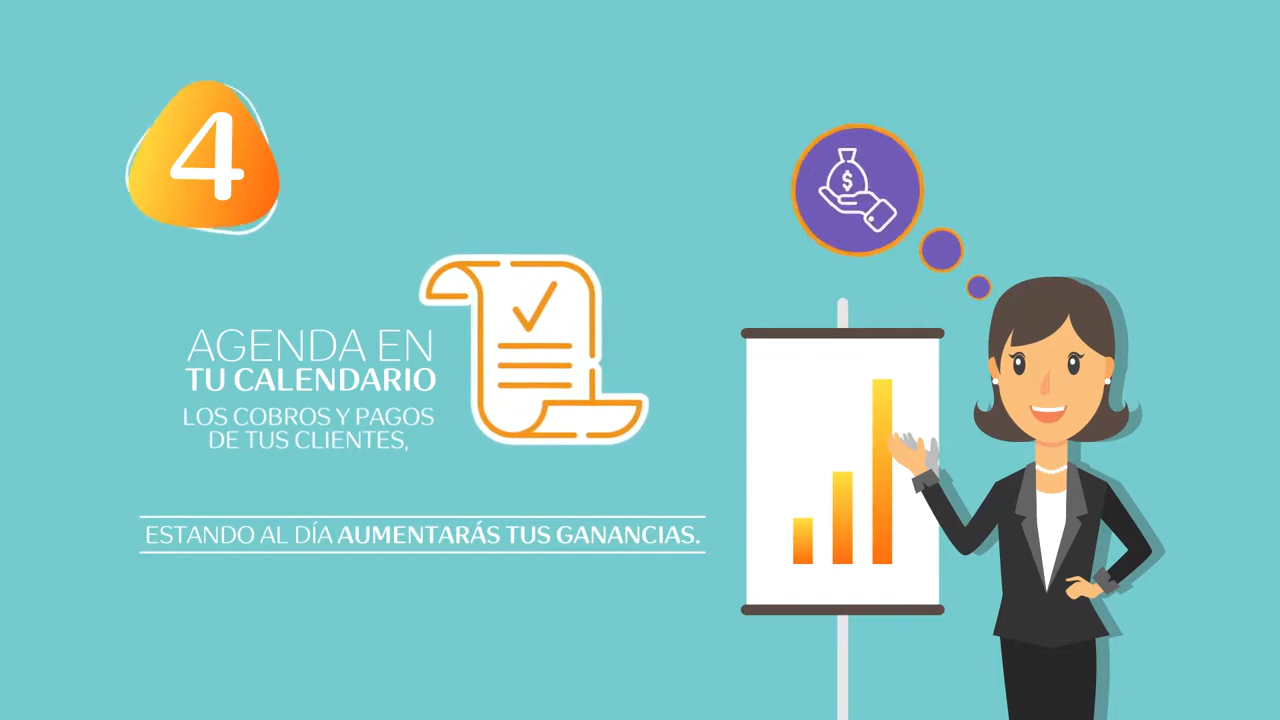 4
AGENDA EN
TU CALENDARIO
LOS COBROS Y PAGOS
DE TUS CLIENTES,
ESTANDO AL DÍA AUMENTARÁS TUS GANANCIAS.
$